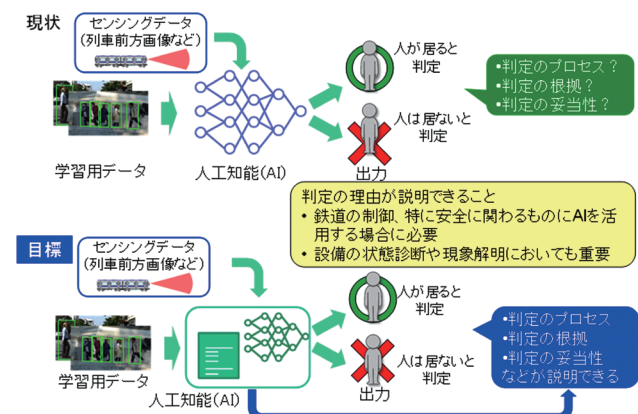 現状
センシングデータ
(列車前方画像など)
学習用データ
人工知能(AI)
人が居ると
判定
人は居ないと
判定
出力
•判定のプロセス?
•判定の根拠?
•判定の妥当性?
判定の理由が説明できること
• 鉄道の制御、特に安全に関わるものにAIを活
用する場合に必要
• 設備の状態診断や現象解明においても重要
目標
センシングデータ
(列車前方画像など)
学習用データ
人工知能(AI)
人が居ると
判定
人は居ないと
判定
出力
•判定のプロセス
•判定の根拠
•判定の妥当性
などが説明できる